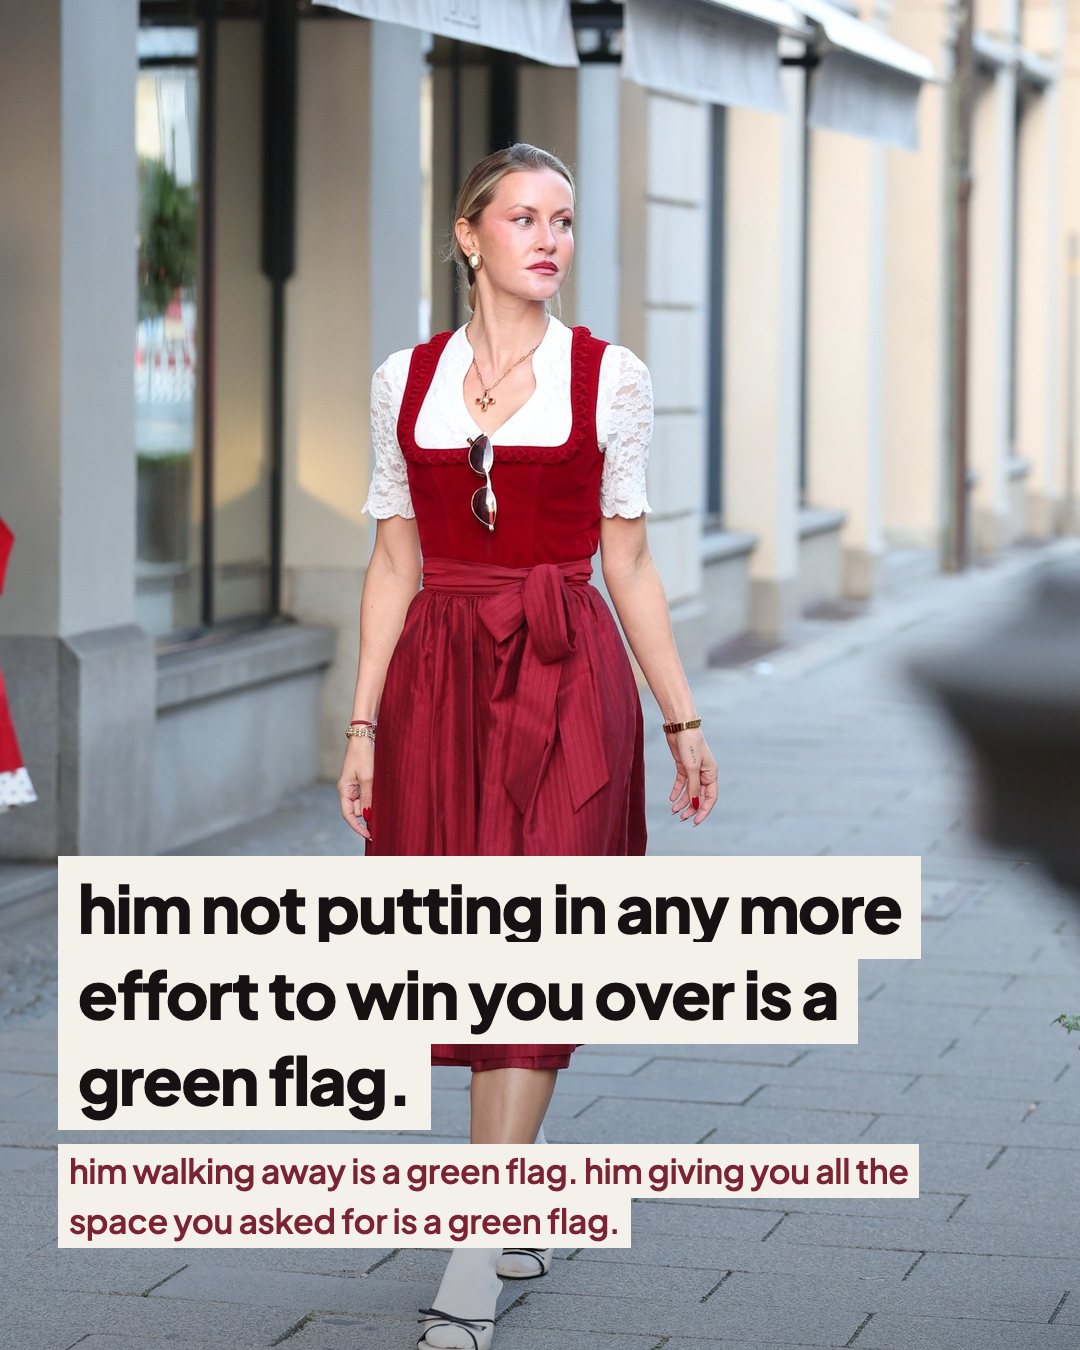 him not putting in any more
effort to win you over is a
green flag.
him walking away is a green flag. him giving you all the
space you asked for is a green flag.